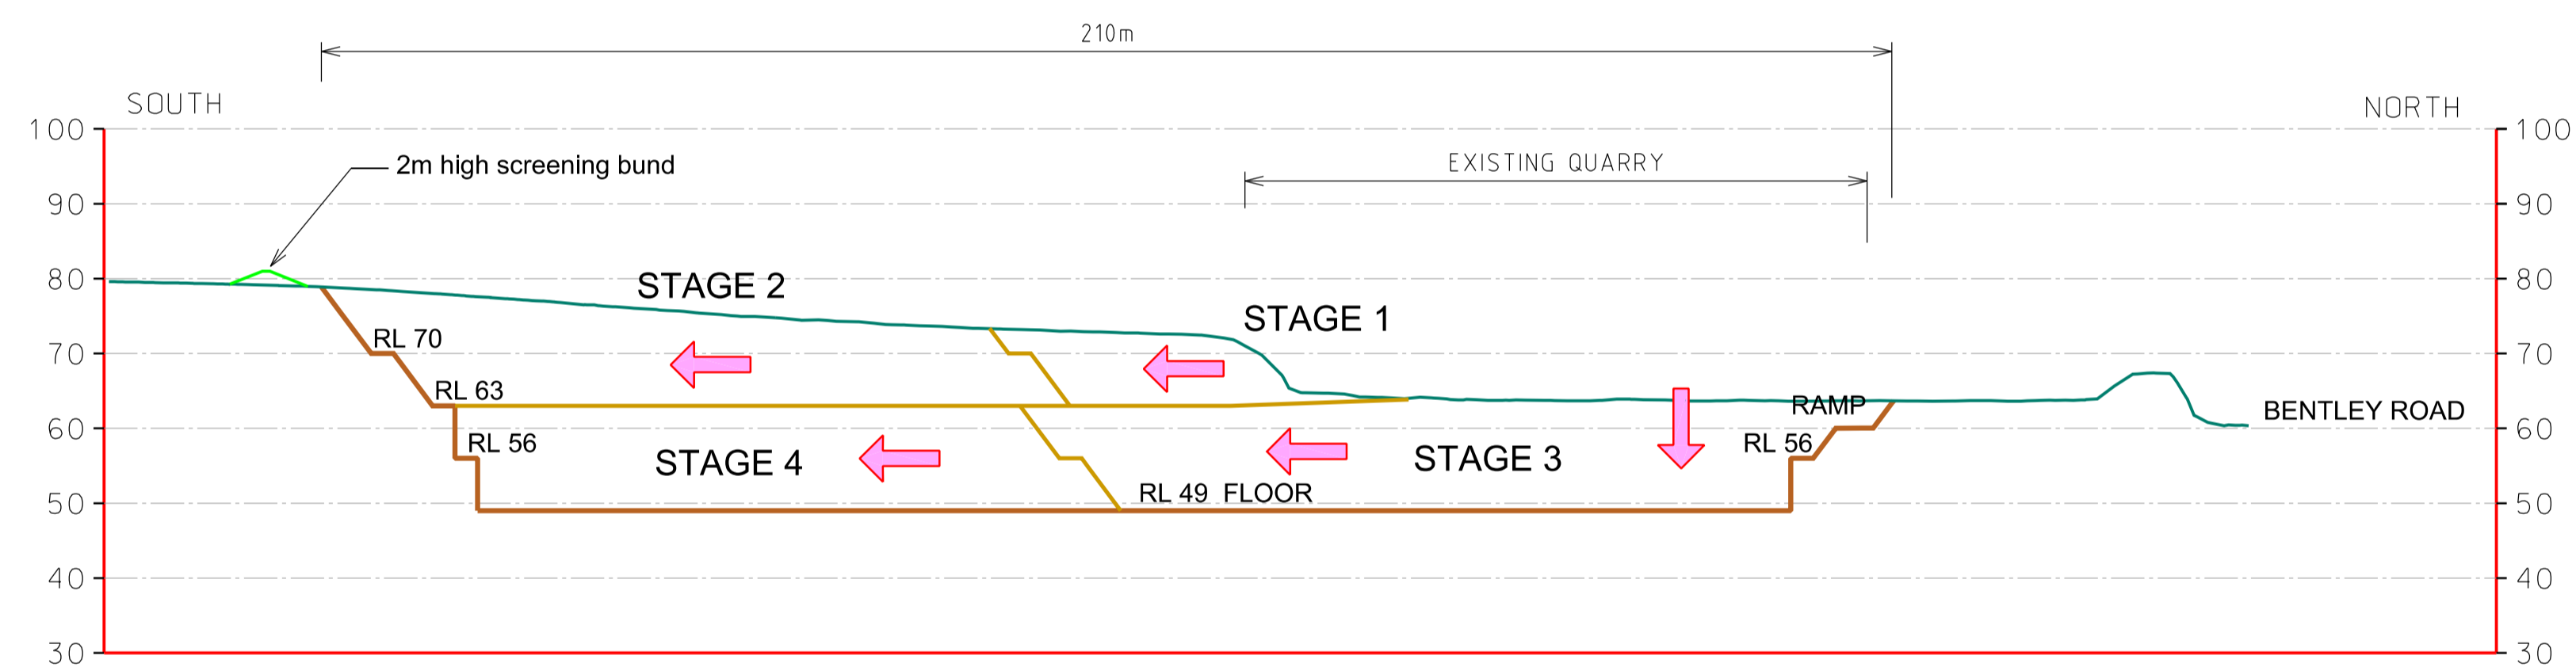 210m
SOUTH
NORTH
100
100
EXISTING QUARRY
2m high screening bund
90
90
80
80
STAGE 2
STAGE 1
RL 70
70
70
RL 63
RAMP
BENTLEY ROAD
60
60
RL 56
RL 56
STAGE 4
STAGE 3
RL 49 FLOOR
50
50
40
40
30
30